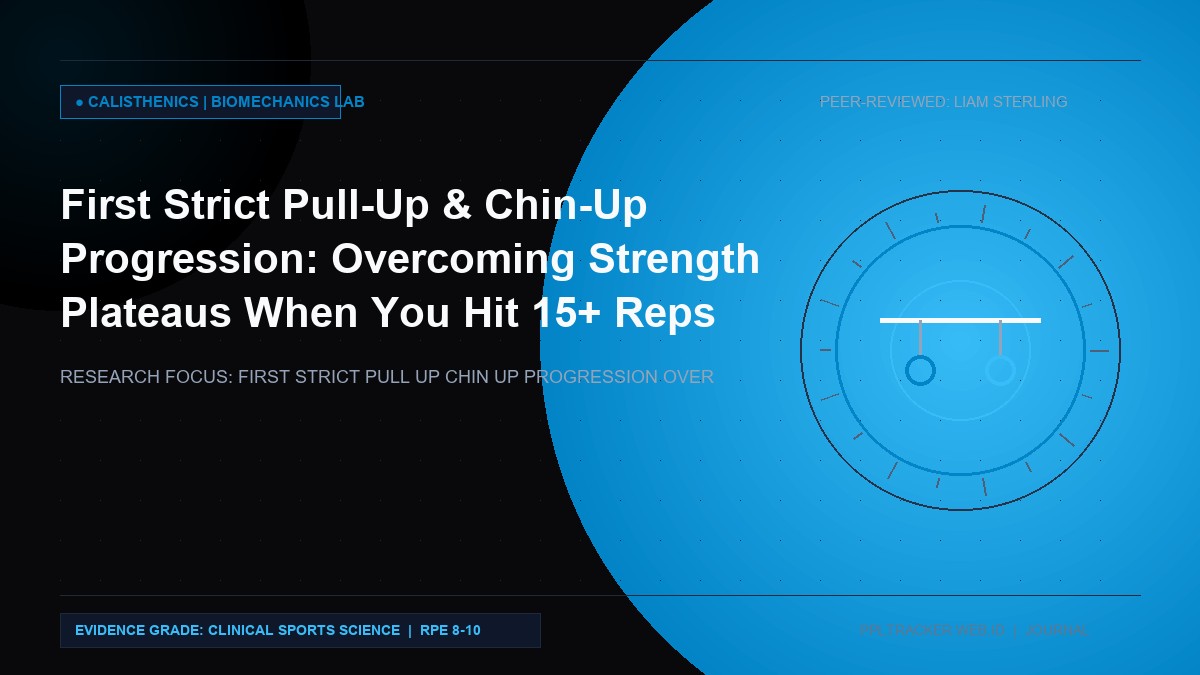 ● CALISTHENICS | BIOMECHANICS LAB
PEER-REVIEWED: LIAM STERLING
First Strict Pull-Up & Chin-Up
Progression: Overcoming Strength
Plateaus When You Hit 15+ Reps
RESEARCH FOCUS: FIRST STRICT PULL UP CHIN UP PROGRESSION OVER
EVIDENCE GRADE: CLINICAL SPORTS SCIENCE | RPE 8-10
| JOURNAL